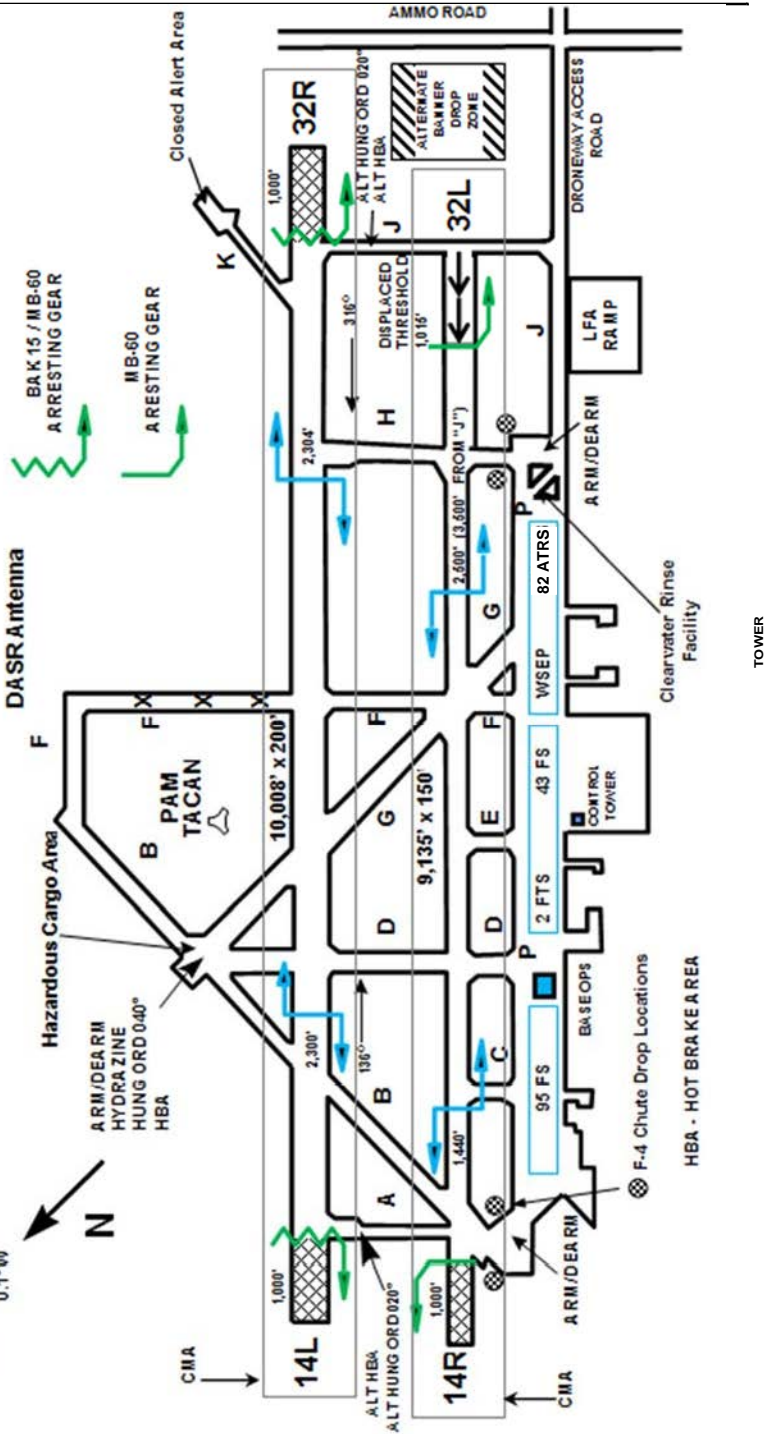 AMMO ROAD
Closed Alert Area
32R
1,000'
ALT HUNG ORD 020°
ALT HBA
ALTERNATE
BANNER
DROP
ZONE
DRONEWAY ACCESS
ROAD
K
J
32L
BAK 15 / MB-60
ARRESTING GEAR
MB-60
ARESTING GEAR
316°
DISPLACED
THRESHOLD
1,015'
J
LFA
RAMP
H
2,304'
2,500' (3,500' FROM "J")
ARM/DEARM
P
DASR Antenna
G
82 ATRS
Clearwater Rinse
Facility
WSEP
TOWER
F
F
X
X
X
F
F
PAM
TACAN
10,008' x 200'
9,135' x 150'
G
E
43 FS
CONTROL
TOWER
B
Hazardous Cargo Area
D
D
2 FTS
P
BASE OPS
ARM/DEARM
HYDRAZINE
HUNG ORD 040°
HBA
2,300'
136°
B
C
95 FS
F-4 Chute Drop Locations
HBA - HOT BRAKE AREA
1,440'
A
N
1,000'
1,000'
ARM/DEARM
14L
14R
ALT HBA
ALT HUNG ORD 020°
CMA
CMA